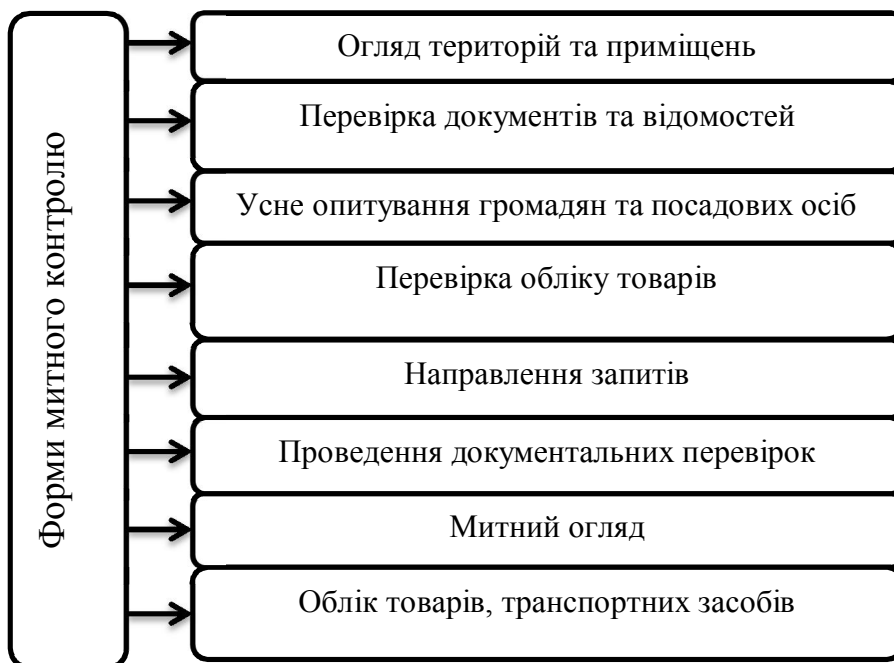 Форми митного контролю
Огляд територій та приміщень
Перевірка документів та відомостей
Усне опитування громадян та посадових осіб
Перевірка обліку товарів
Направлення запитів
Проведення документальних перевірок
Митний огляд
Облік товарів, транспортних засобів